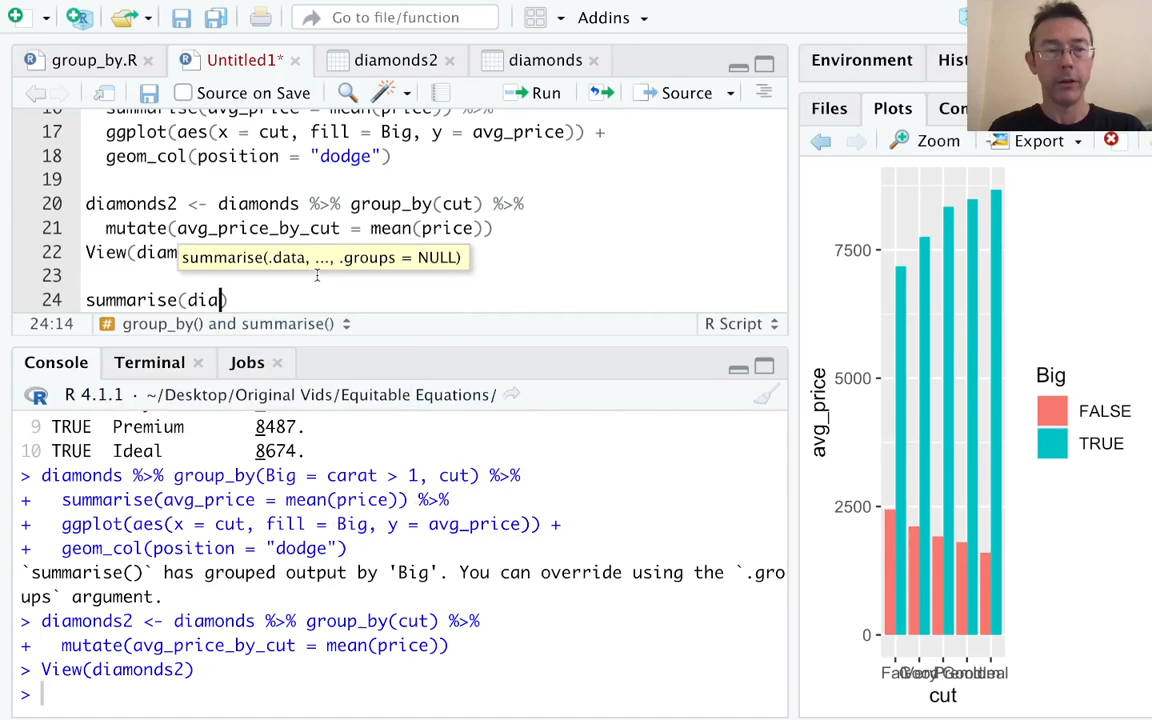 Go to file/function
Addins
group_by.R
Untitled1*
diamonds2
diamonds
Source on Save
Run
Source
summarise(avg_price = mean(price)) %>%
17 ggplot(aes(x = cut, fill = Big, y = avg_price)) +
18 geom_col(position = "dodge")
19
20 diamonds2 <- diamonds %>% group_by(cut) %>%
21 mutate(avg_price_by_cut = mean(price))
22 View(diam
summarise(.data, ..., .groups = NULL)
23
24 summarise(dia)
24:14 # group_by() and summarise() R Script
Console Terminal Jobs
R 4.1.1 · ~/Desktop/Original Vids/Equitable Equations/
9 TRUE Premium 8487.
10 TRUE Ideal 8674.
> diamonds %>% group_by(Big = carat > 1, cut) %>%
+ summarise(avg_price = mean(price)) %>%
+ ggplot(aes(x = cut, fill = Big, y = avg_price)) +
+ geom_col(position = "dodge")
`summarise()` has grouped output by 'Big'. You can override using the `.gro
ups` argument.
> diamonds2 <- diamonds %>% group_by(cut) %>%
+ mutate(avg_price_by_cut = mean(price))
> View(diamonds2)
>
Environment Hist
Files Plots Con
Zoom Export
avg_price
7500
5000
2500
0
cut
Big
FALSE
TRUE